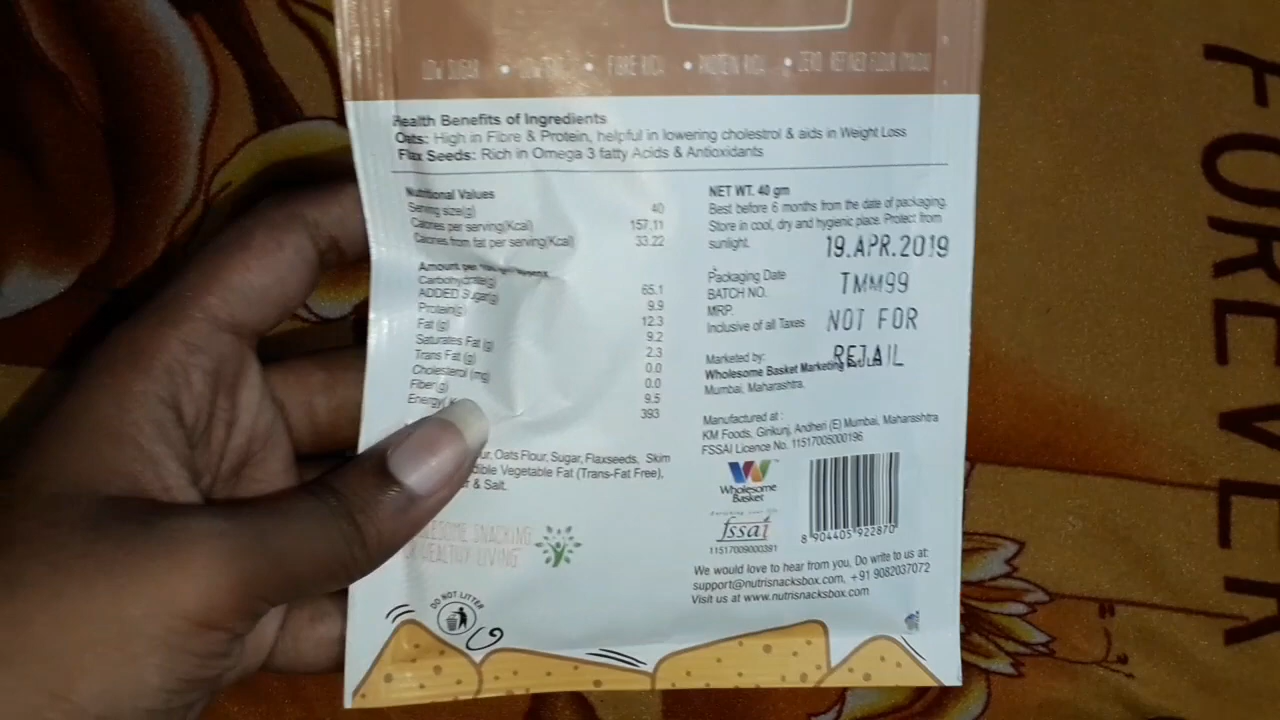 LOW SUGAR • LOW FAT • FIBRE RICH • PROTEIN RICH • ZERO REFINED FLOUR (MAIDA)
Health Benefits of Ingredients
Oats: High in Fibre & Protein, helpful in lowering cholestrol & aids in Weight Loss
Flax Seeds: Rich in Omega 3 fatty Acids & Antioxidants
Nutritional Values
Serving size(g) 40
Calories per serving(Kcal) 157.11
Calories from fat per serving(Kcal) 33.22
Amount per
Carbohydrate(g) 65.1
ADDED Sugar(g) 9.9
Protein(g) 12.3
Fat (g) 9.2
Saturates Fat (g) 2.3
Trans Fat (g) 0.0
Cholesterol (mg) 0.0
Fiber(g) 9.5
Energy( 393
Oats Flour, Sugar, Flaxseeds, Skim
Vegetable Fat (Trans-Fat Free),
& Salt.
SNACKING
HEALTHY LIVING
DO NOT LITTER
NET WT. 40 gm
Best before 6 months from the date of packaging.
Store in cool, dry and hygienic place. Protect from
sunlight.
19.APR.2019
Packaging Date
BATCH NO. TMM99
MRP.
Inclusive of all Taxes NOT FOR
RETAIL
Marketed by:
Wholesome Basket Marketing
Mumbai, Maharashtra.
Manufactured at :
KM Foods, Girikunj, Andheri (E) Mumbai, Maharashtra
FSSAI Licence No. 11517005000196
Wholesome
Basket
fssai
11517009000391
8 904405 922870
We would love to hear from you, Do write to us at:
support@nutrisnacksbox.com, +91 9082037072
Visit us at www.nutrisnacksbox.com
FOREVER